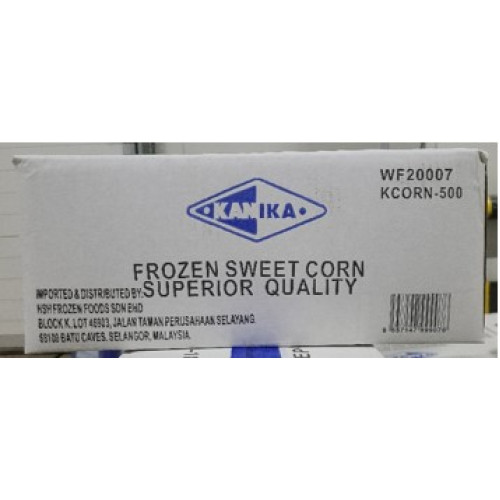 WF20007
KCORN-500
KANIKA
FROZEN SWEET CORN
SUPERIOR QUALITY
IMPORTED & DISTRIBUTED BY:
HSH FROZEN FOODS SDN BHD
BLOCK K, LOT 46903, JALAN TAMAN PERUSAHAAN SELAYANG
68100 BATU CAVES, SELANGOR, MALAYSIA.